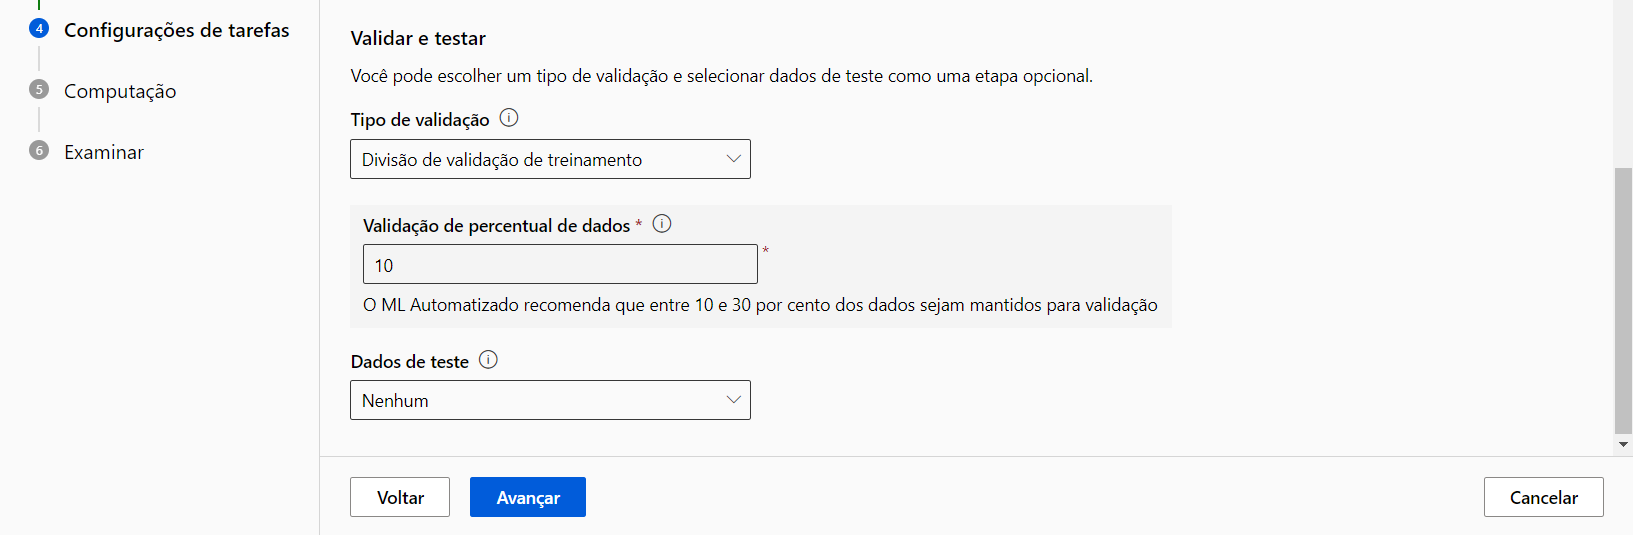 4 Configurações de tarefas
5 Computação
6 Examinar
Validar e testar
Você pode escolher um tipo de validação e selecionar dados de teste como uma etapa opcional.
Tipo de validação
Divisão de validação de treinamento
Validação de percentual de dados *
10 *
O ML Automatizado recomenda que entre 10 e 30 por cento dos dados sejam mantidos para validação
Dados de teste
Nenhum
Voltar Avançar Cancelar